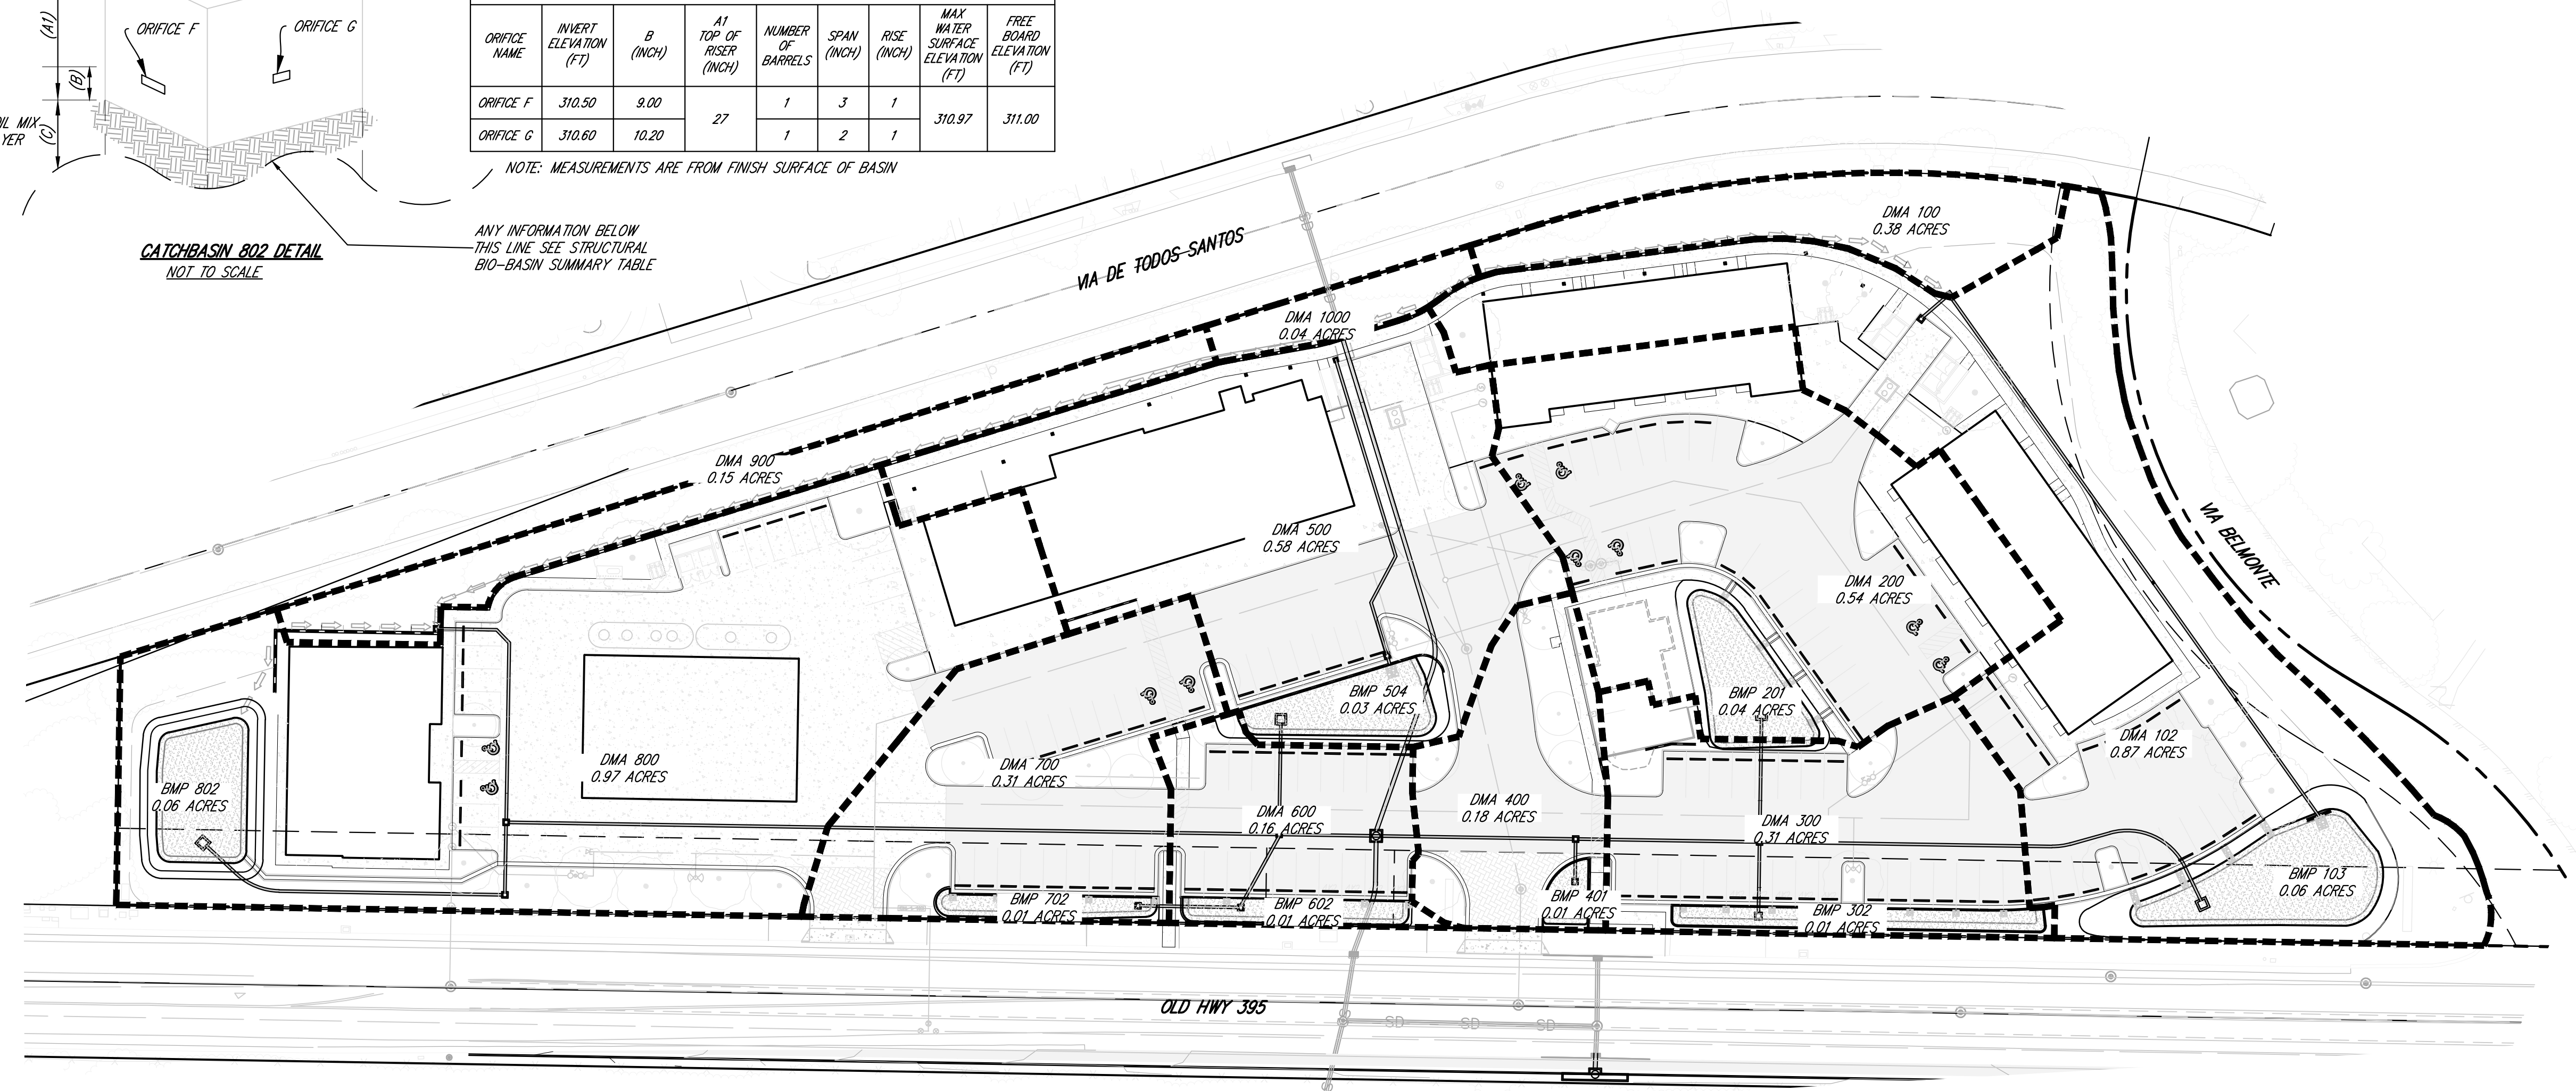 (A1)
(B)
(C)
ORIFICE F
ORIFICE G
YER
CATCHBASIN 802 DETAIL
NOT TO SCALE
ANY INFORMATION BELOW
THIS LINE SEE STRUCTURAL
BIO-BASIN SUMMARY TABLE
ORIFICE NAME
INVERT ELEVATION (FT)
B (INCH)
A1 TOP OF RISER (INCH)
NUMBER OF BARRELS
SPAN (INCH)
RISE (INCH)
MAX WATER SURFACE ELEVATION (FT)
FREE BOARD ELEVATION (FT)
ORIFICE F 310.50 9.00 27 1 3 1 310.97 311.00
ORIFICE G 310.60 10.20 1 2 1
NOTE: MEASUREMENTS ARE FROM FINISH SURFACE OF BASIN
VIA DE TODOS SANTOS
DMA 100
0.38 ACRES
DMA 1000
0.04 ACRES
DMA 900
0.15 ACRES
DMA 500
0.58 ACRES
DMA 200
0.54 ACRES
VIA BELMONTE
BMP 504
0.03 ACRES
BMP 201
0.04 ACRES
DMA 102
0.87 ACRES
DMA 800
0.97 ACRES
DMA 700
0.31 ACRES
BMP 802
0.06 ACRES
DMA 600
0.16 ACRES
DMA 400
0.18 ACRES
DMA 300
0.31 ACRES
BMP 103
0.06 ACRES
BMP 702
0.01 ACRES
BMP 602
0.01 ACRES
BMP 401
0.01 ACRES
BMP 302
0.01 ACRES
OLD HWY 395
SD
SD
SD